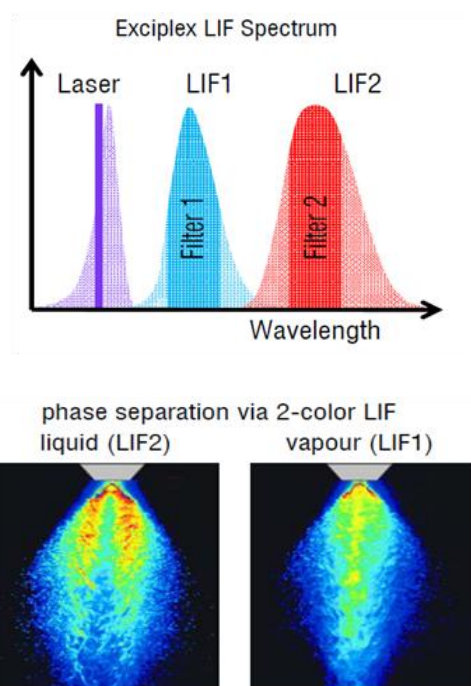 Exciplex LIF Spectrum
Laser LIF1 LIF2
Filter 1
Filter 2
Wavelength
phase separation via 2-color LIF
liquid (LIF2) vapour (LIF1)